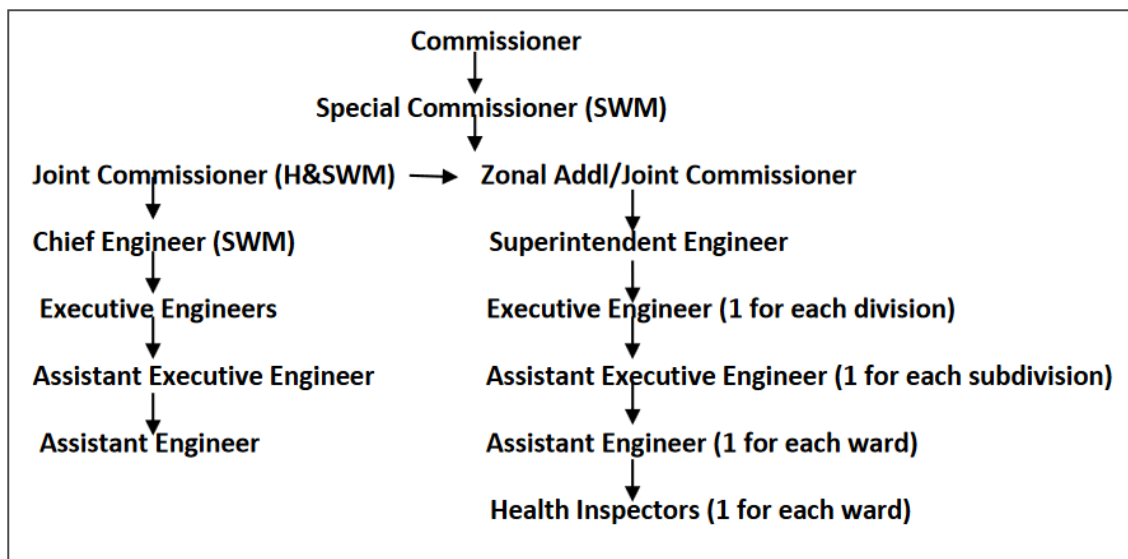 Commissioner
Special Commissioner (SWM)
Joint Commissioner (H&SWM) Zonal Addl/Joint Commissioner
Chief Engineer (SWM) Superintendent Engineer
Executive Engineers Executive Engineer (1 for each division)
Assistant Executive Engineer Assistant Executive Engineer (1 for each subdivision)
Assistant Engineer Assistant Engineer (1 for each ward)
Health Inspectors (1 for each ward)